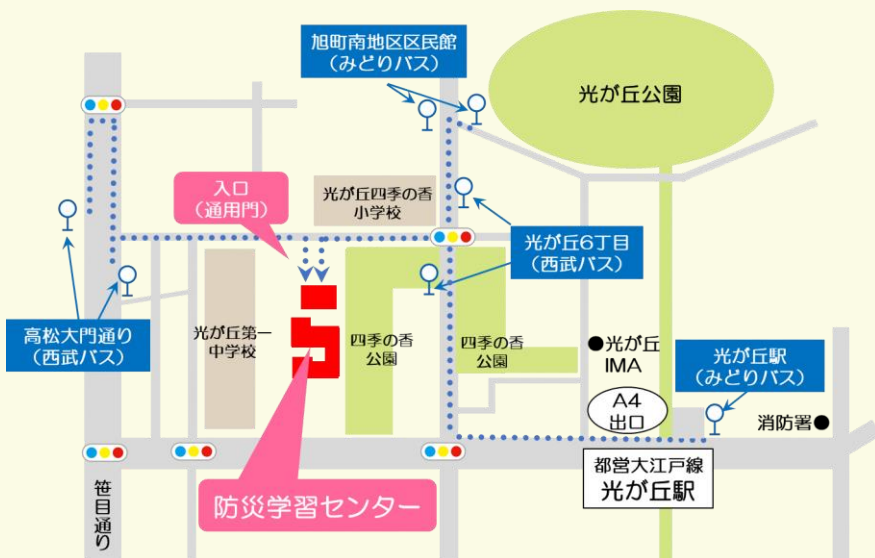 旭町南地区区民館
（みどりバス）
光が丘公園
入口
（通用門）
光が丘四季の香
小学校
光が丘6丁目
（西武バス）
高松大門通り
（西武バス）
光が丘第一
中学校
四季の香
公園
四季の香
公園
●光が丘
IMA
光が丘駅
（みどりバス）
A4
出口
消防署●
都営大江戸線
光が丘駅
防災学習センター
笹目通り